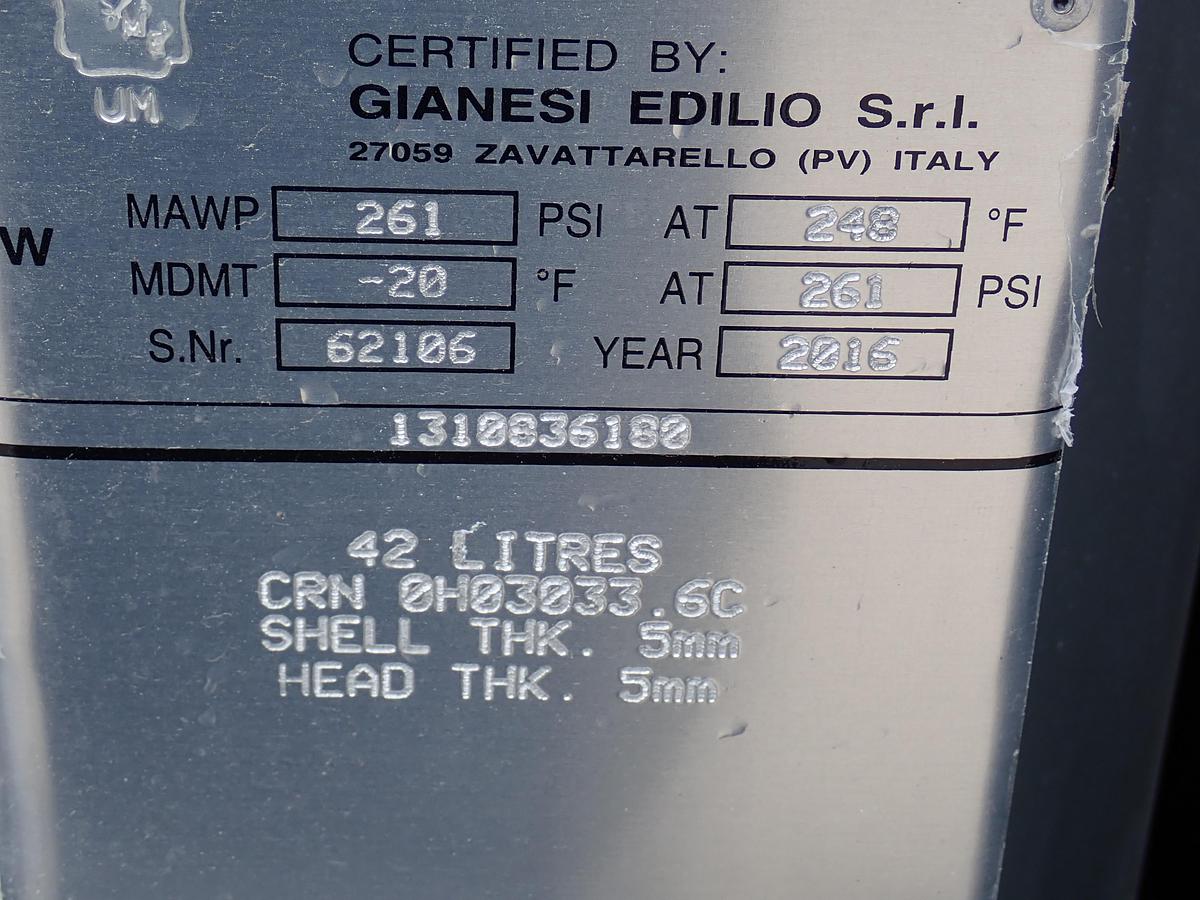 UM
CERTIFIED BY:
GIANESI EDILIO S.r.l.
27059 ZAVATTARELLO (PV) ITALY
W
MAWP 261 PSI AT 248 °F
MDMT -20 °F AT 261 PSI
S.Nr. 62106 YEAR 2016
1310836180
42 LITRES
CRN 0H03033.6C
SHELL THK. 5mm
HEAD THK. 5mm